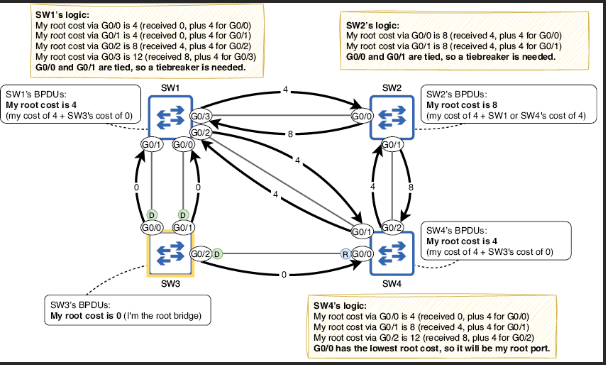 SW1's logic:
My root cost via G0/0 is 4 (received 0, plus 4 for G0/0)
My root cost via G0/1 is 4 (received 0, plus 4 for G0/1)
My root cost via G0/2 is 8 (received 4, plus 4 for G0/2)
My root cost via G0/3 is 12 (received 8, plus 4 for G0/3)
G0/0 and G0/1 are tied, so a tiebreaker is needed.
SW2's logic:
My root cost via G0/0 is 8 (received 4, plus 4 for G0/0)
My root cost via G0/1 is 8 (received 4, plus 4 for G0/1)
G0/0 and G0/1 are tied, so a tiebreaker is needed.
SW1's BPDUs:
My root cost is 4
(my cost of 4 + SW3's cost of 0)
SW1
SW2
SW2's BPDUs:
My root cost is 8
(my cost of 4 + SW1 or SW4's cost of 4)
4
G0/3
G0/0
8
G0/2
G0/1
G0/0
G0/1
4
4
0
0
4
8
D
D
G0/0
G0/1
G0/1
G0/2
SW4's BPDUs:
My root cost is 4
(my cost of 4 + SW3's cost of 0)
G0/2
D
R
G0/0
0
SW3
SW4
SW3's BPDUs:
My root cost is 0 (I'm the root bridge)
SW4's logic:
My root cost via G0/0 is 4 (received 0, plus 4 for G0/0)
My root cost via G0/1 is 8 (received 4, plus 4 for G0/1)
My root cost via G0/2 is 12 (received 8, plus 4 for G0/2)
G0/0 has the lowest root cost, so it will be my root port.